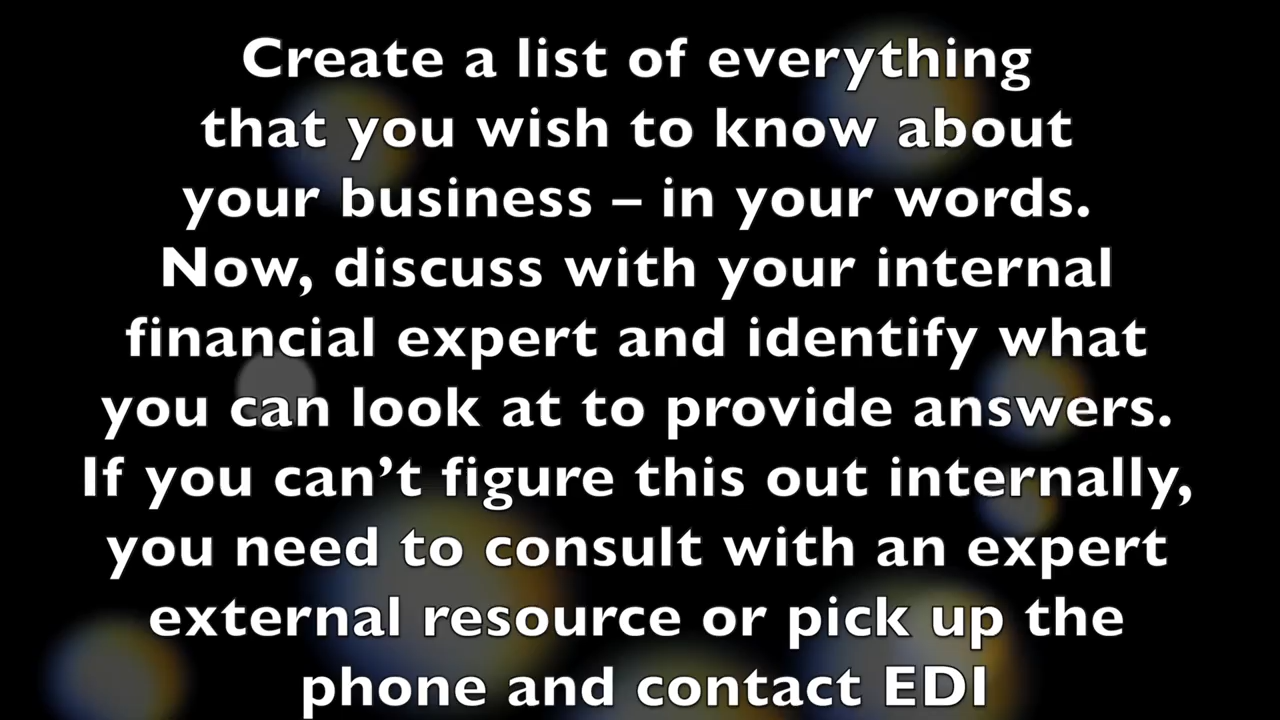 Create a list of everything
that you wish to know about
your business – in your words.
Now, discuss with your internal
financial expert and identify what
you can look at to provide answers.
If you can’t figure this out internally,
you need to consult with an expert
external resource or pick up the
phone and contact EDI